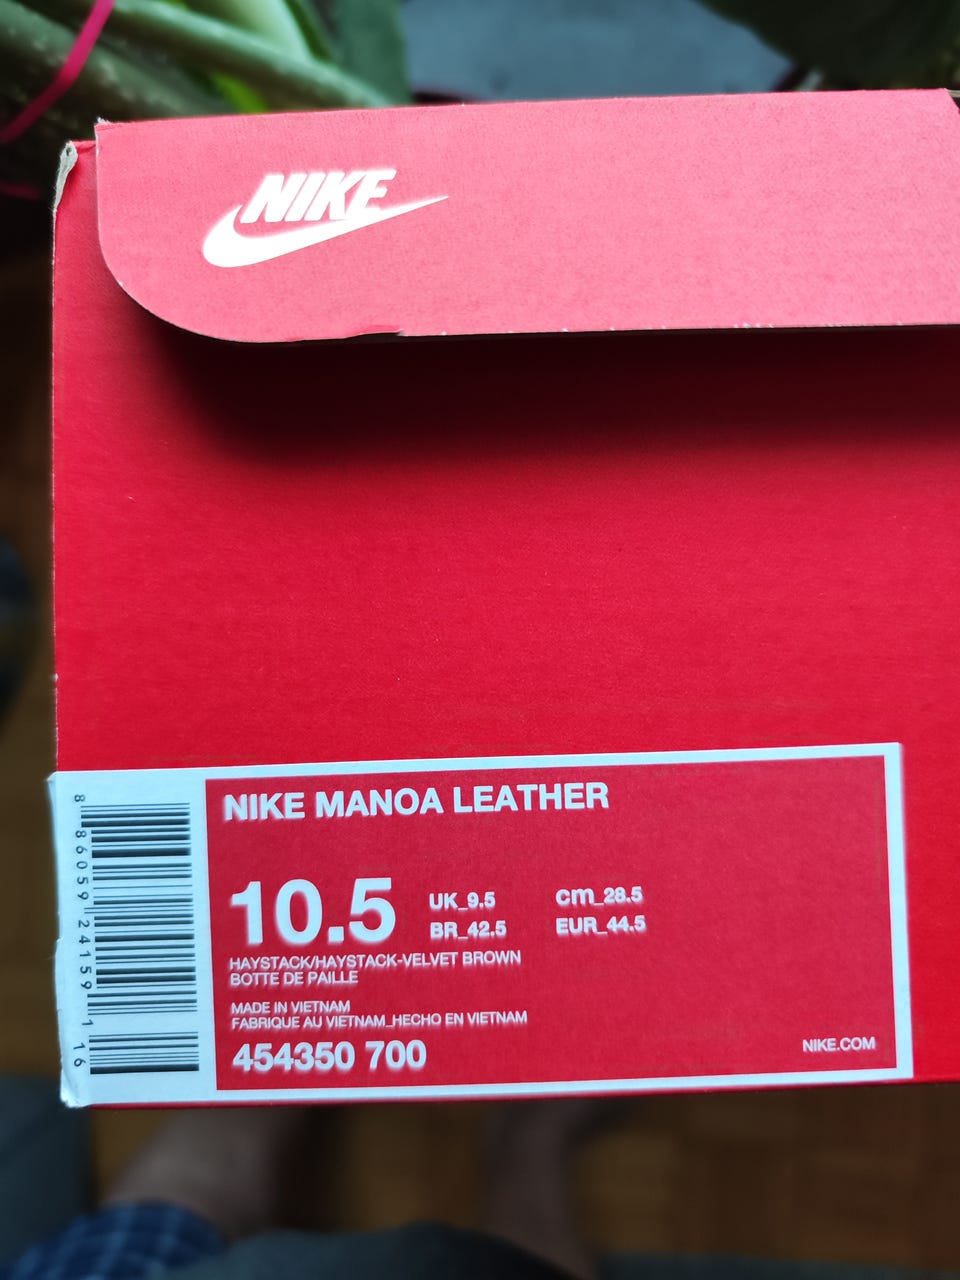 NIKE
NIKE MANOA LEATHER
10.5
UK_9.5 cm_28.5
BR_42.5 EUR_44.5
HAYSTACK/HAYSTACK-VELVET BROWN
BOTTE DE PAILLE
MADE IN VIETNAM
FABRIQUE AU VIETNAM_HECHO EN VIETNAM
454350 700
NIKE.COM
8 86059 24159 1 16